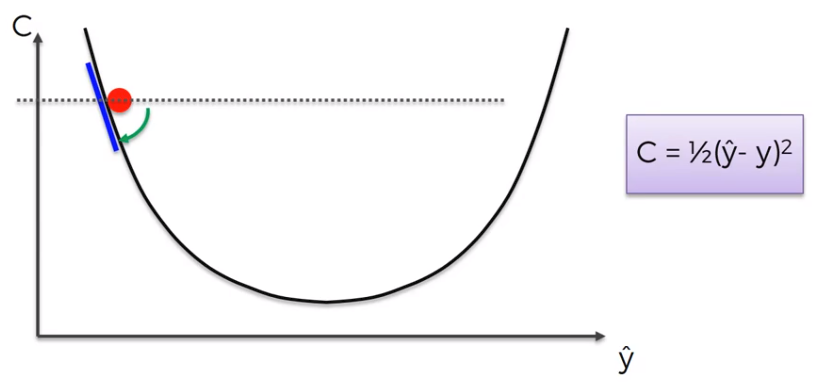 C
C = ½(ŷ- y)²
ŷ